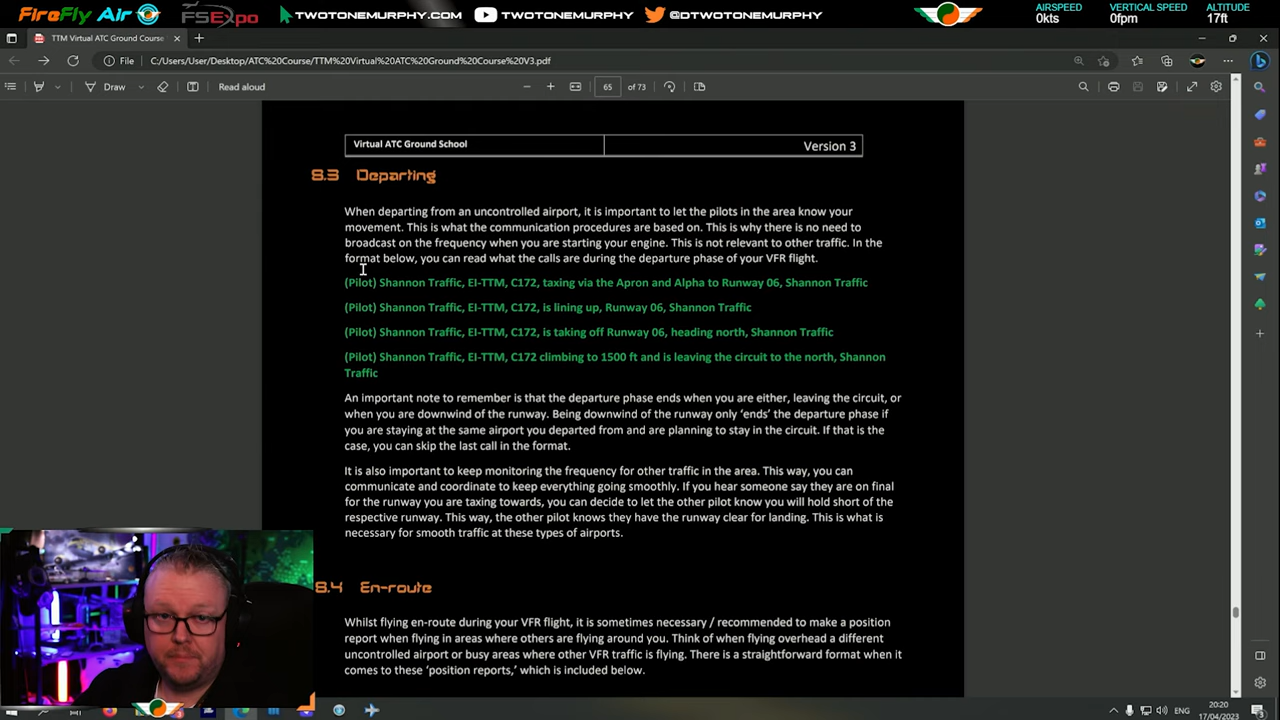 FireFly Air
FSExpo
TWOTONEMURPHY.COM
TWOTONEMURPHY
@DTWOTONEMURPHY
AIRSPEED
0kts
VERTICAL SPEED
0fpm
ALTITUDE
17ft
TTM Virtual ATC Ground Course
File
C:/Users/User/Desktop/ATC%20Course/TTM%20Virtual%20ATC%20Ground%20Course%20V3.pdf
Draw
Read aloud
65
of 73
Virtual ATC Ground School
Version 3
8.3 Departing
When departing from an uncontrolled airport, it is important to let the pilots in the area know your
movement. This is what the communication procedures are based on. This is why there is no need to
broadcast on the frequency when you are starting your engine. This is not relevant to other traffic. In the
format below, you can read what the calls are during the departure phase of your VFR flight.
(Pilot) Shannon Traffic, EI-TTM, C172, taxing via the Apron and Alpha to Runway 06, Shannon Traffic
(Pilot) Shannon Traffic, EI-TTM, C172, is lining up, Runway 06, Shannon Traffic
(Pilot) Shannon Traffic, EI-TTM, C172, is taking off Runway 06, heading north, Shannon Traffic
(Pilot) Shannon Traffic, EI-TTM, C172 climbing to 1500 ft and is leaving the circuit to the north, Shannon
Traffic
An important note to remember is that the departure phase ends when you are either, leaving the circuit, or
when you are downwind of the runway. Being downwind of the runway only 'ends' the departure phase if
you are staying at the same airport you departed from and are planning to stay in the circuit. If that is the
case, you can skip the last call in the format.
It is also important to keep monitoring the frequency for other traffic in the area. This way, you can
communicate and coordinate to keep everything going smoothly. If you hear someone say they are on final
for the runway you are taxing towards, you can decide to let the other pilot know you will hold short of the
respective runway. This way, the other pilot knows they have the runway clear for landing. This is what is
necessary for smooth traffic at these types of airports.
8.4 En-route
Whilst flying en-route during your VFR flight, it is sometimes necessary / recommended to make a position
report when flying in areas where others are flying around you. Think of when flying overhead a different
uncontrolled airport or busy areas where other VFR traffic is flying. There is a straightforward format when it
comes to these 'position reports,' which is included below.
ENG
20:20
17/04/2023